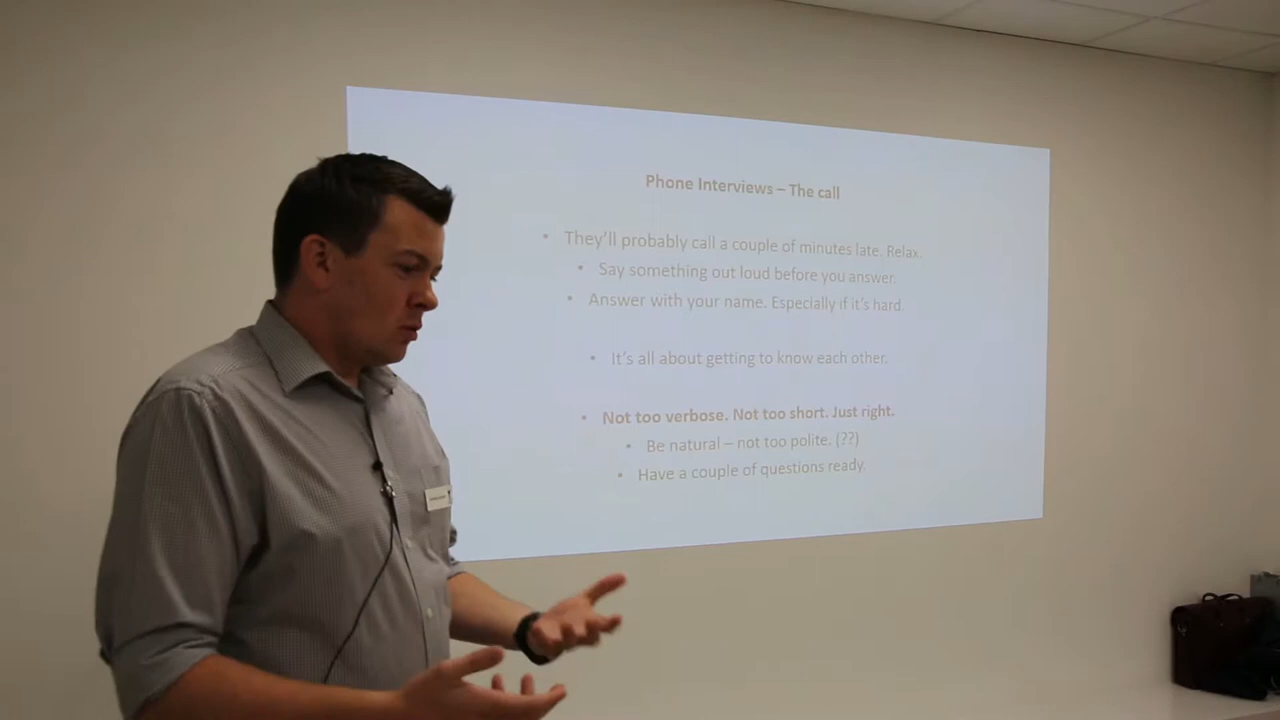 Phone Interviews – The call
• They'll probably call a couple of minutes late. Relax.
• Say something out loud before you answer.
• Answer with your name. Especially if it's hard.
• It's all about getting to know each other.
• Not too verbose. Not too short. Just right.
• Be natural – not too polite. (??)
• Have a couple of questions ready.